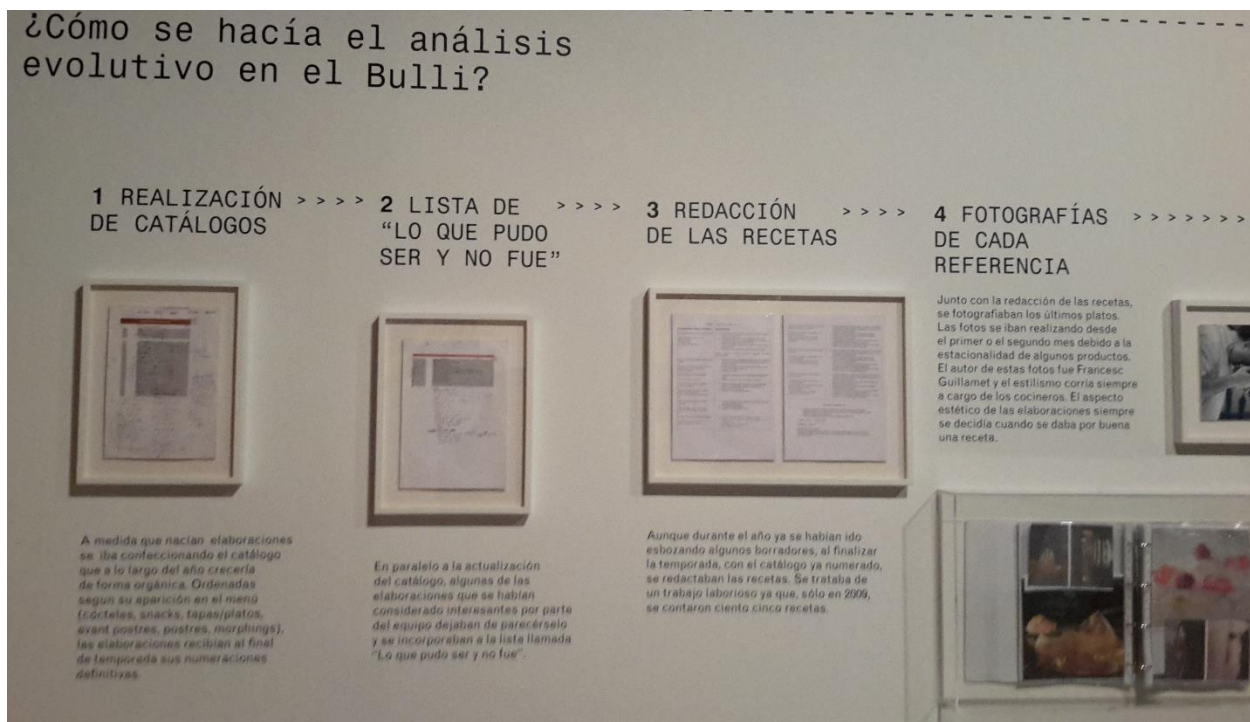 ¿Cómo se hacía el análisis
evolutivo en el Bulli?
1 REALIZACIÓN > > > >
DE CATÁLOGOS
A medida que nacían elaboraciones
se iba confeccionando el catálogo
que a lo largo del año crecería
de forma orgánica. Ordenadas
según su aparición en el menú
(cócteles, snacks, tapas/platos,
avant postres, postres, morphings),
las elaboraciones recibían al final
de temporada sus numeraciones
definitivas.
2 LISTA DE > > > >
“LO QUE PUDO
SER Y NO FUE”
En paralelo a la actualización
del catálogo, algunas de las
elaboraciones que se habían
considerado interesantes por parte
del equipo dejaban de parecérselo
y se incorporaban a la lista llamada
“Lo que pudo ser y no fue”.
3 REDACCIÓN > > > >
DE LAS RECETAS
Aunque durante el año ya se habían ido
esbozando algunos borradores, al finalizar
la temporada, con el catálogo ya numerado,
se redactaban las recetas. Se trataba de
un trabajo laborioso ya que, sólo en 2009,
se contaron ciento cinco recetas.
4 FOTOGRAFÍAS > > > > > > >
DE CADA
REFERENCIA
Junto con la redacción de las recetas,
se fotografiaban los últimos platos.
Las fotos se iban realizando desde
el primer o el segundo mes debido a la
estacionalidad de algunos productos.
El autor de estas fotos fue Francesc
Guillamet y el estilismo corría siempre
a cargo de los cocineros. El aspecto
estético de las elaboraciones siempre
se decidía cuando se daba por buena
una receta.